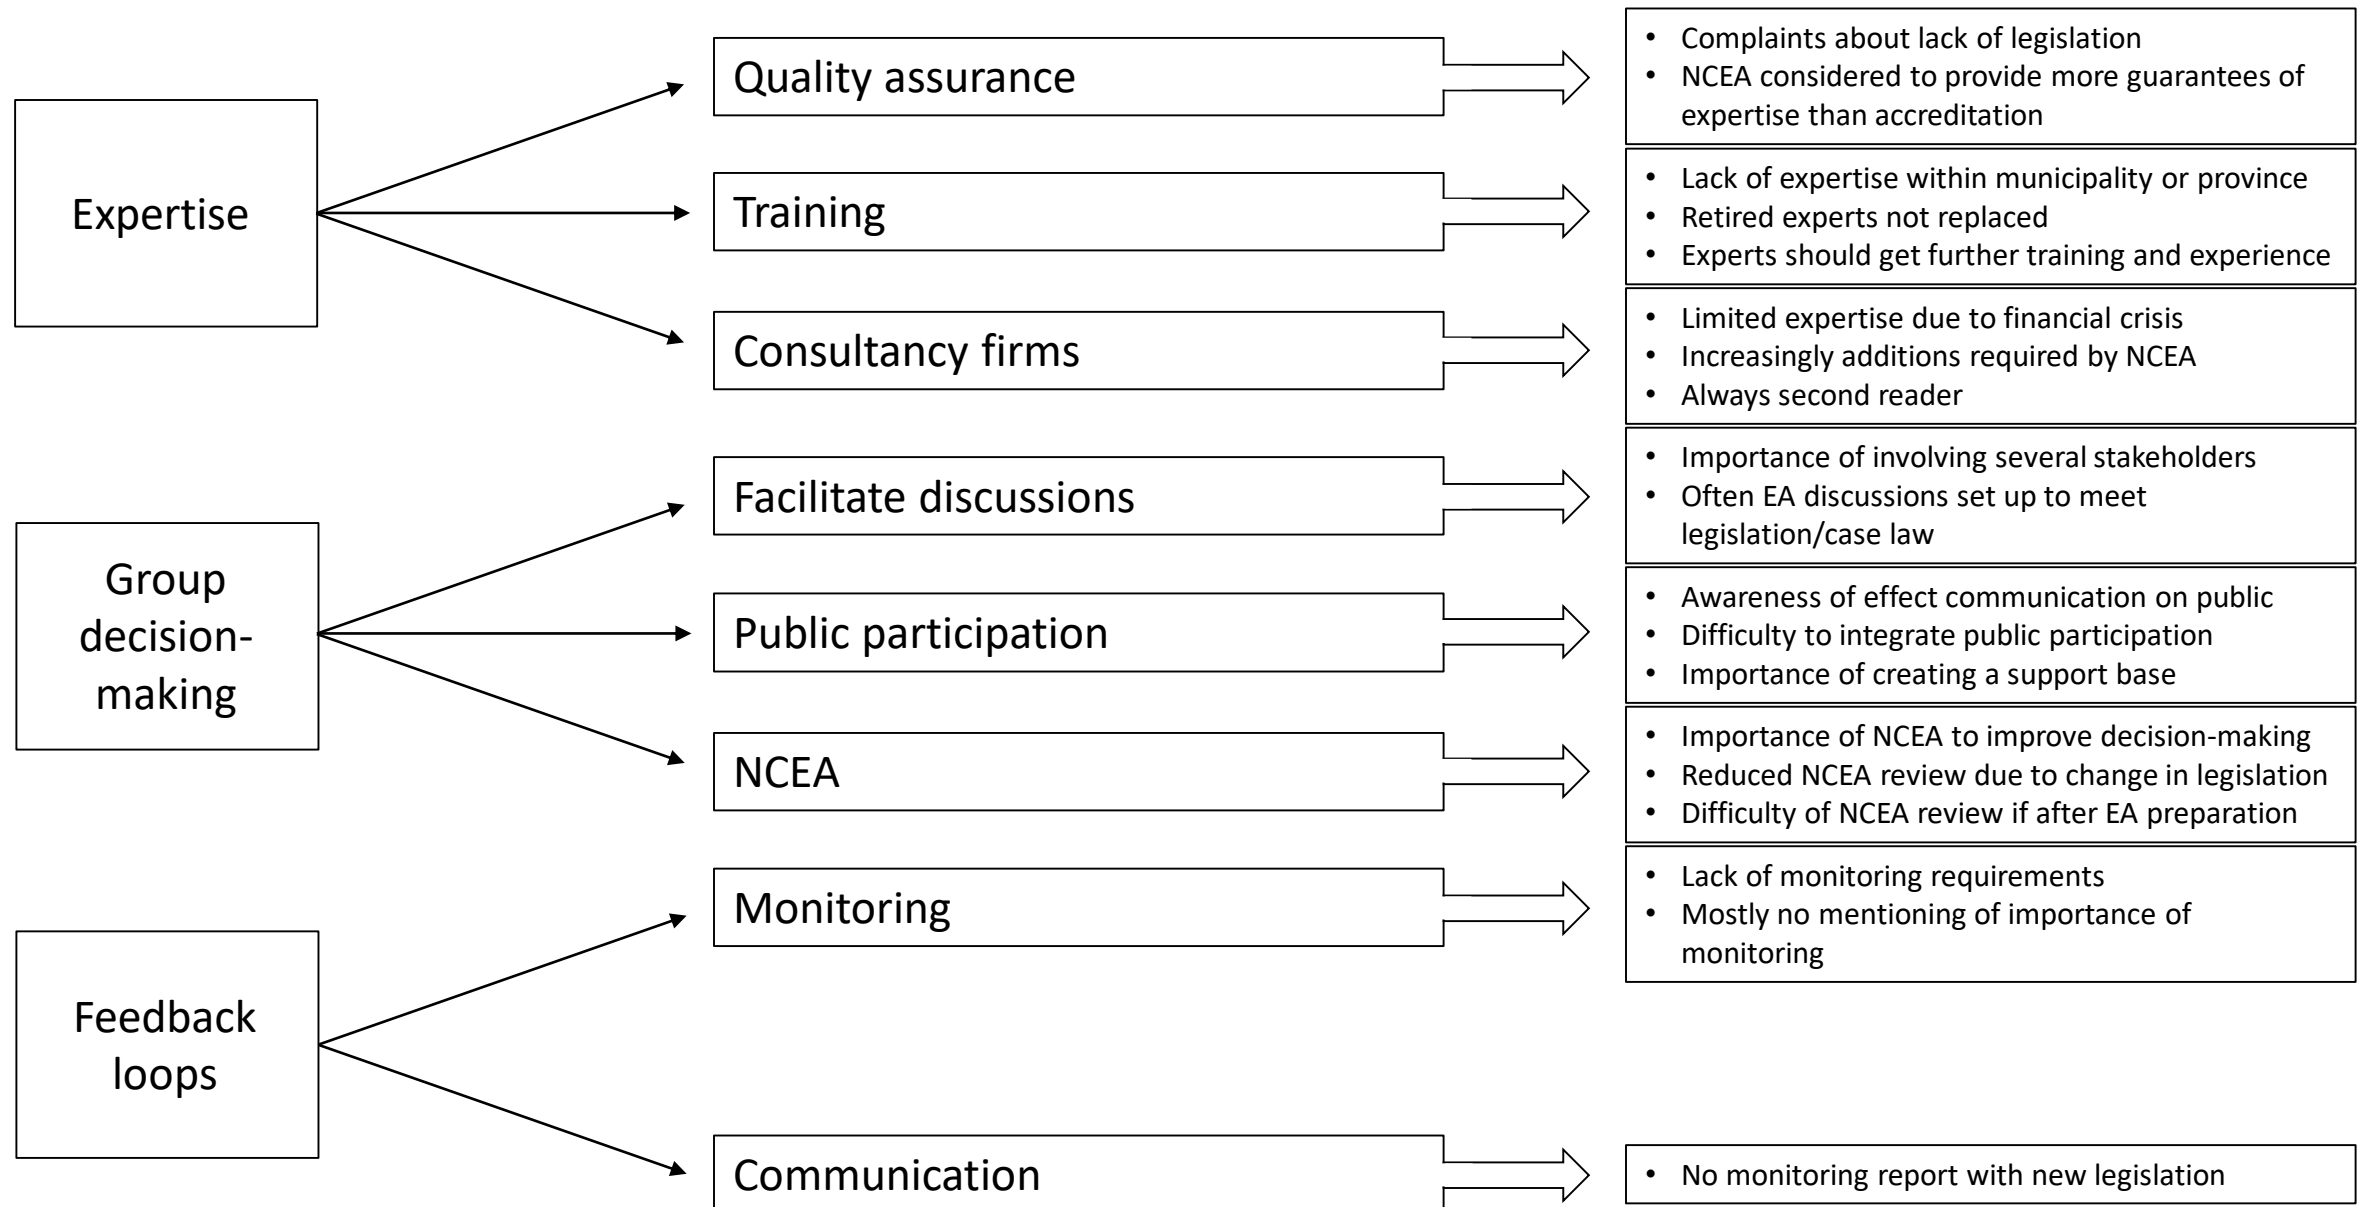 Expertise
Quality assurance
• Complaints about lack of legislation
• NCEA considered to provide more guarantees of
expertise than accreditation
Training
• Lack of expertise within municipality or province
• Retired experts not replaced
• Experts should get further training and experience
Consultancy firms
• Limited expertise due to financial crisis
• Increasingly additions required by NCEA
• Always second reader
Group
decision-
making
Facilitate discussions
• Importance of involving several stakeholders
• Often EA discussions set up to meet
legislation/case law
Public participation
• Awareness of effect communication on public
• Difficulty to integrate public participation
• Importance of creating a support base
NCEA
• Importance of NCEA to improve decision-making
• Reduced NCEA review due to change in legislation
• Difficulty of NCEA review if after EA preparation
Feedback
loops
Monitoring
• Lack of monitoring requirements
• Mostly no mentioning of importance of
monitoring
Communication
• No monitoring report with new legislation